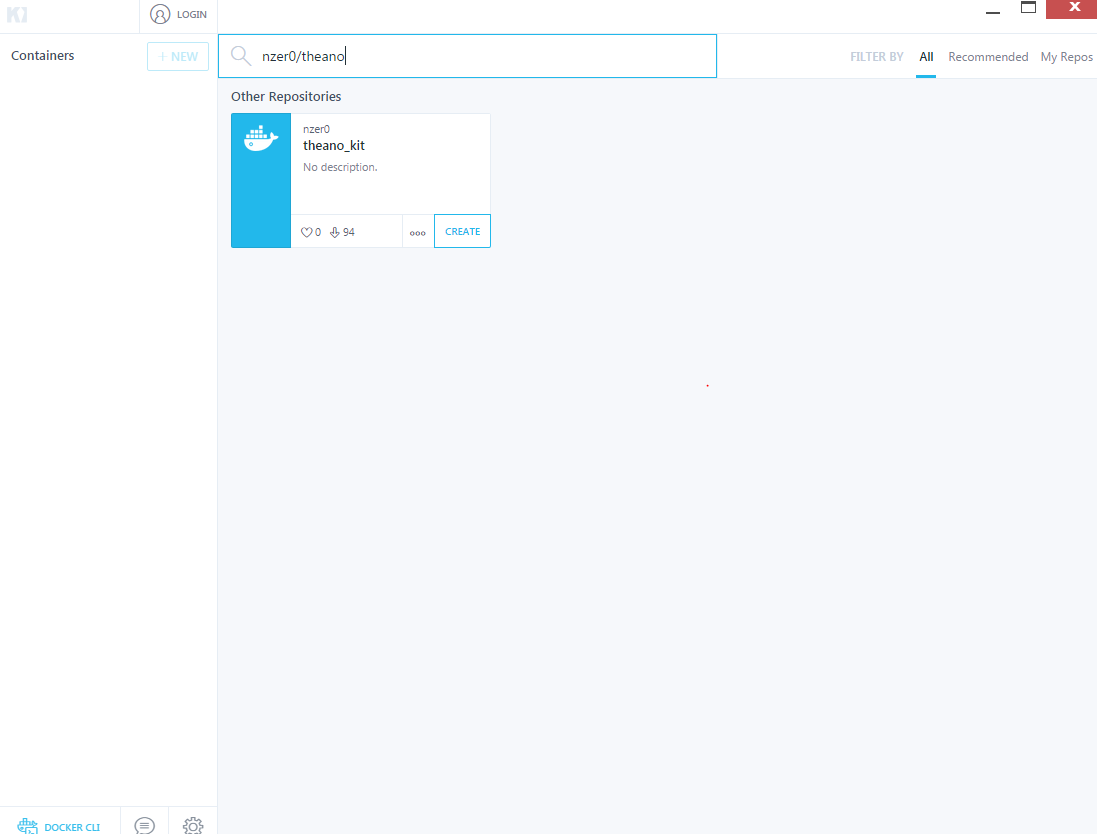 LOGIN
Containers
+ NEW
nzer0/theano
FILTER BY All Recommended My Repos
Other Repositories
nzer0
theano_kit
No description.
0 94
CREATE
DOCKER CLI